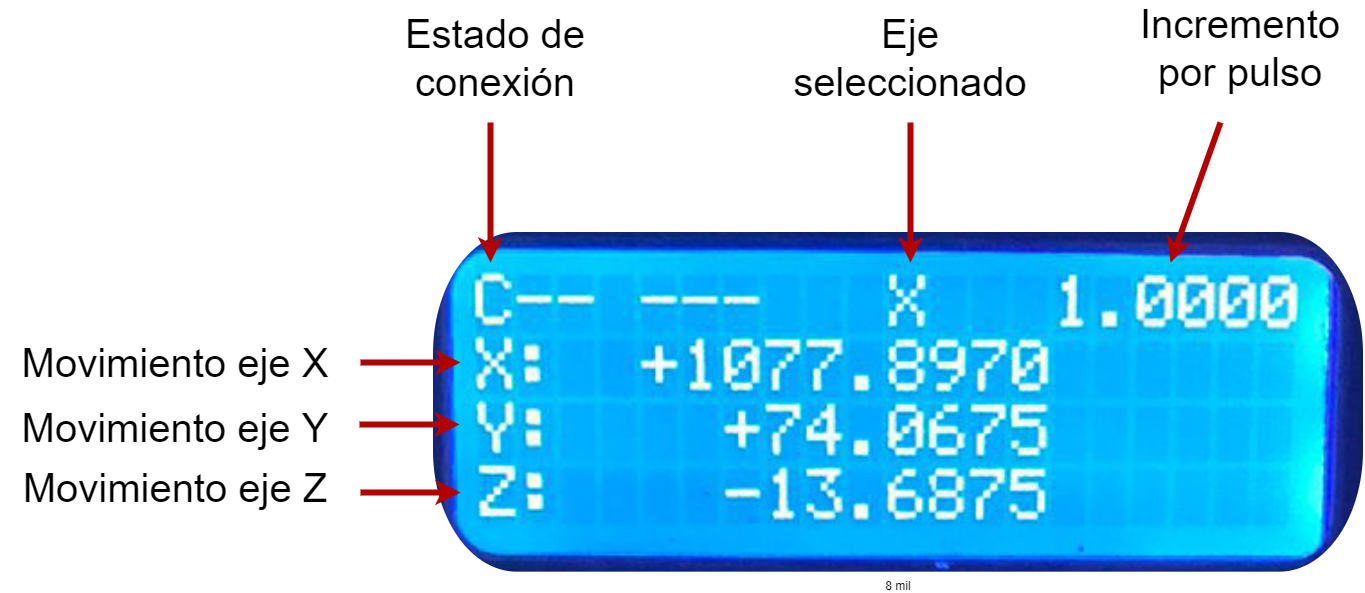 Estado de
conexión
Eje
seleccionado
Incremento
por pulso
C-- --- X 1.0000
Movimiento eje X
X: +1077.8970
Movimiento eje Y
Y: +74.0675
Movimiento eje Z
Z: -13.6875
8 mil